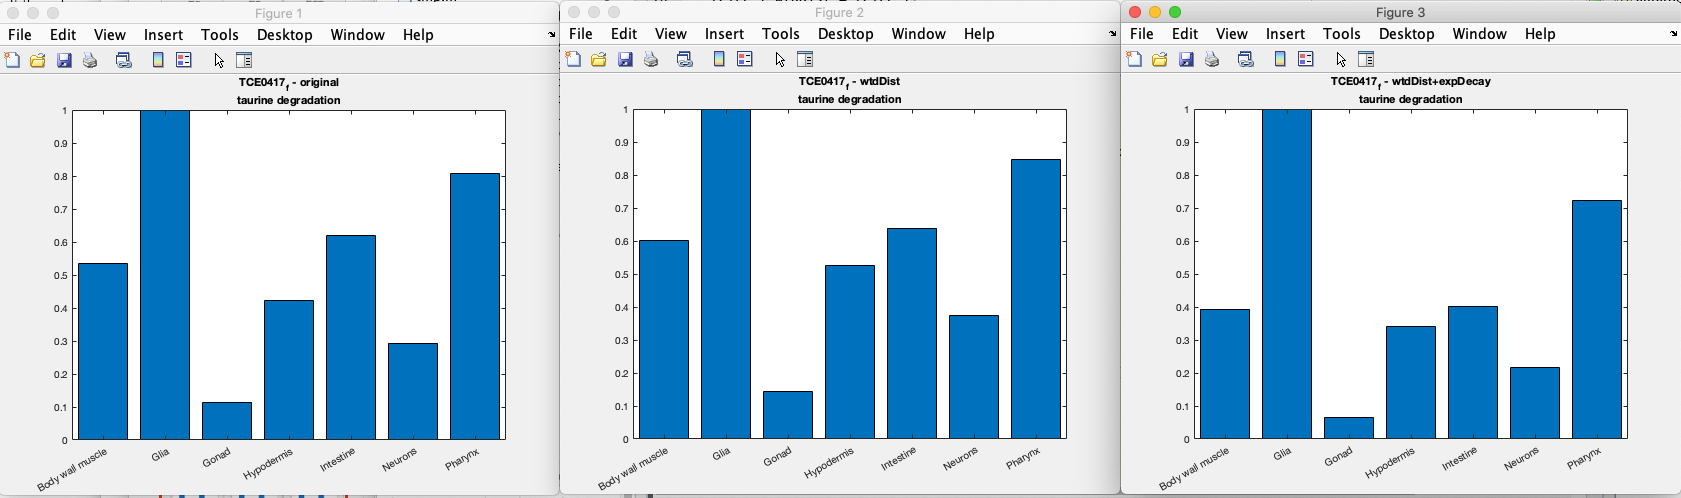 Figure 1
File Edit View Insert Tools Desktop Window Help
TCE0417f - original
taurine degradation
1
0.9
0.8
0.7
0.6
0.5
0.4
0.3
0.2
0.1
0
Body wall muscle
Glia
Gonad
Hypodermis
Intestine
Neurons
Pharynx
Figure 2
File Edit View Insert Tools Desktop Window Help
TCE0417f - wtdDist
taurine degradation
1
0.9
0.8
0.7
0.6
0.5
0.4
0.3
0.2
0.1
0
Body wall muscle
Glia
Gonad
Hypodermis
Intestine
Neurons
Pharynx
Figure 3
File Edit View Insert Tools Desktop Window Help
TCE0417f - wtdDist+expDecay
taurine degradation
1
0.9
0.8
0.7
0.6
0.5
0.4
0.3
0.2
0.1
0
Body wall muscle
Glia
Gonad
Hypodermis
Intestine
Neurons
Pharynx